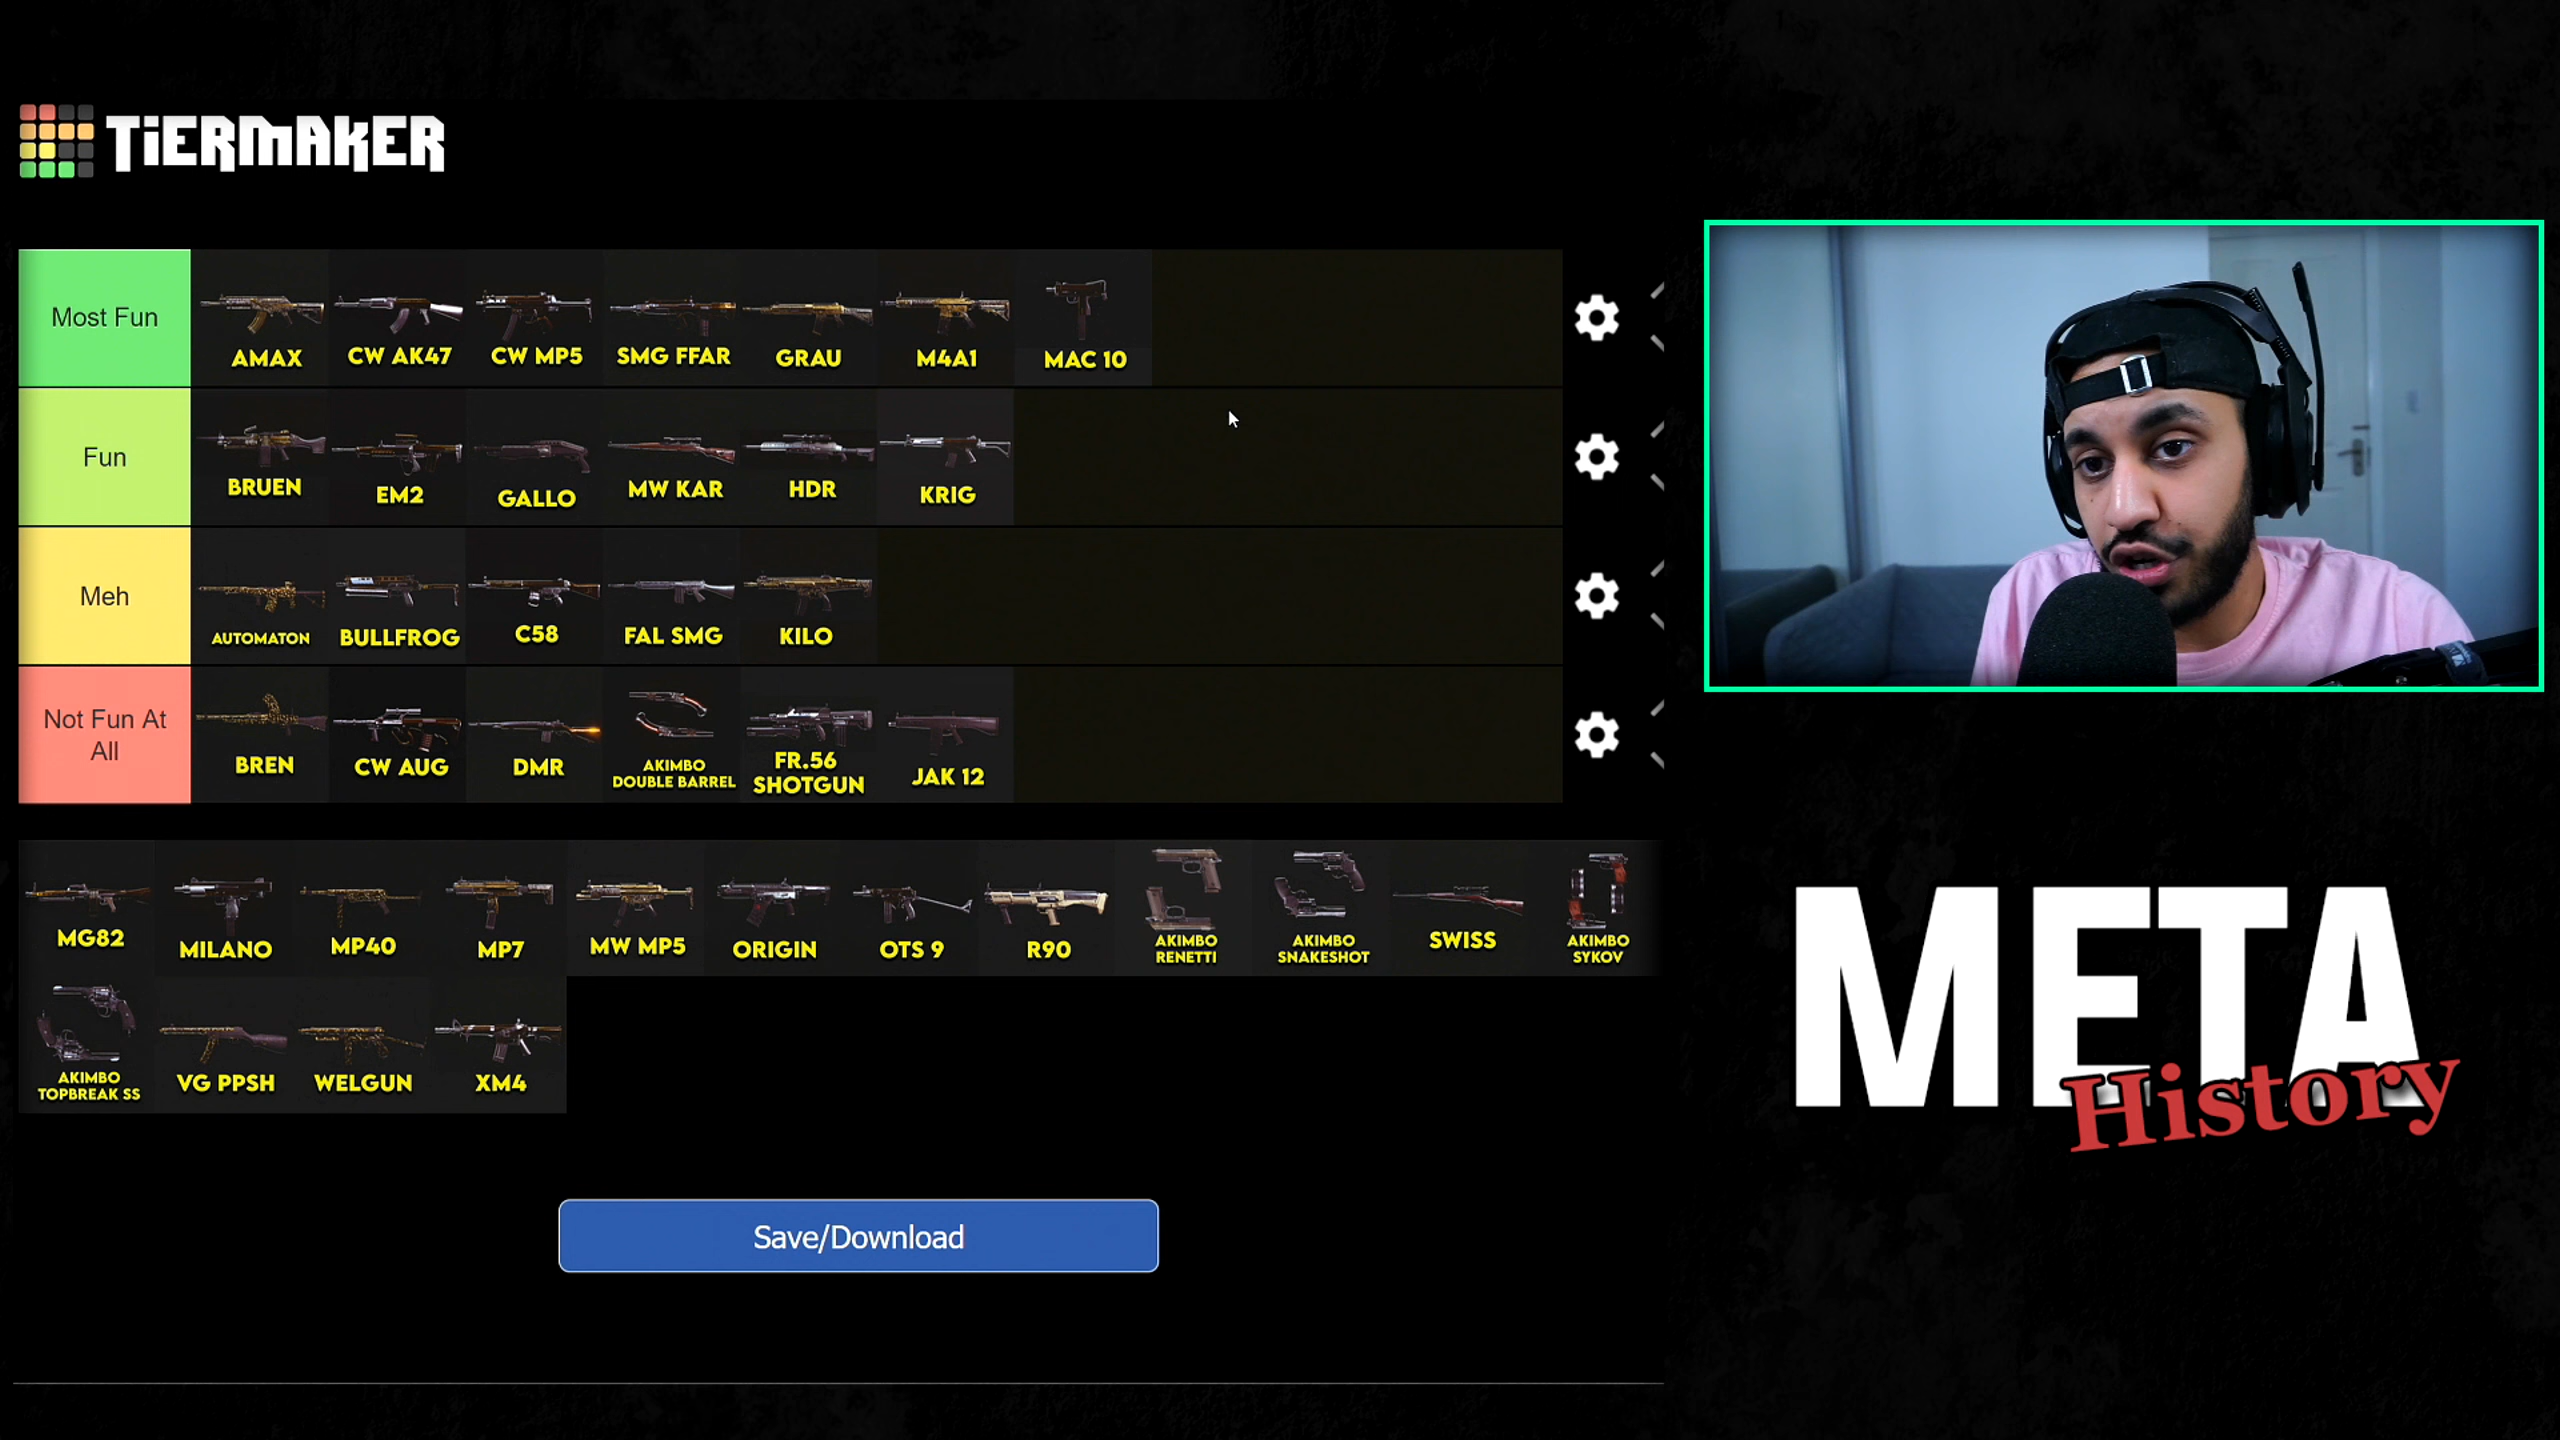 TiERMAKER
Most Fun
AMAX
CW AK47
CW MP5
SMG FFAR
GRAU
M4A1
MAC 10
Fun
BRUEN
EM2
GALLO
MW KAR
HDR
KRIG
Meh
AUTOMATON
BULLFROG
C58
FAL SMG
KILO
Not Fun At
All
BREN
CW AUG
DMR
AKIMBO
DOUBLE BARREL
FR.56
SHOTGUN
JAK 12
MG82
MILANO
MP40
MP7
MW MP5
ORIGIN
OTS 9
R90
AKIMBO
RENETTI
AKIMBO
SNAKESHOT
SWISS
AKIMBO
SYKOV
AKIMBO
TOPBREAK SS
VG PPSH
WELGUN
XM4
Save/Download
META
History